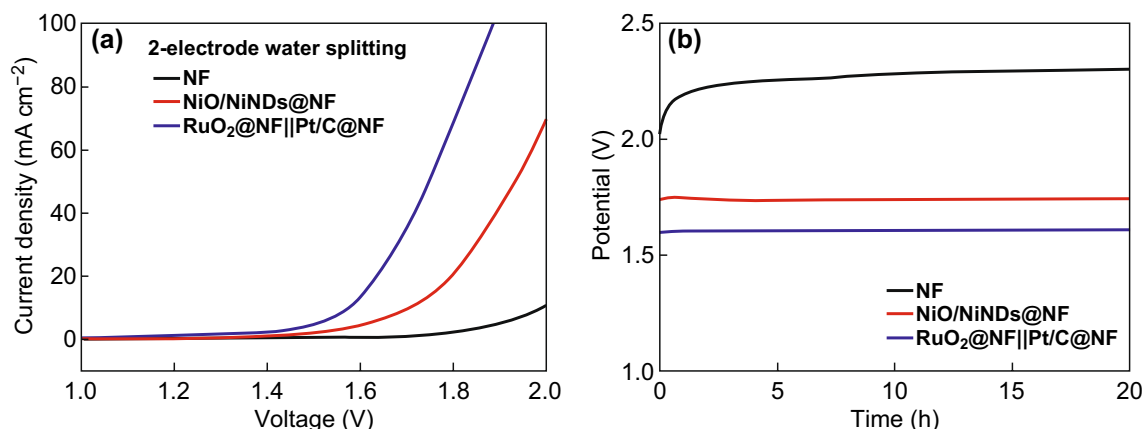 (a)
2-electrode water splitting
NF
NiO/NiNDs@NF
RuO₂@NF||Pt/C@NF
Current density (mA cm⁻²)
100
80
60
40
20
0
1.0 1.2 1.4 1.6 1.8 2.0
Voltage (V)
(b)
Potential (V)
2.5
2.0
1.5
1.0
NF
NiO/NiNDs@NF
RuO₂@NF||Pt/C@NF
0 5 10 15 20
Time (h)